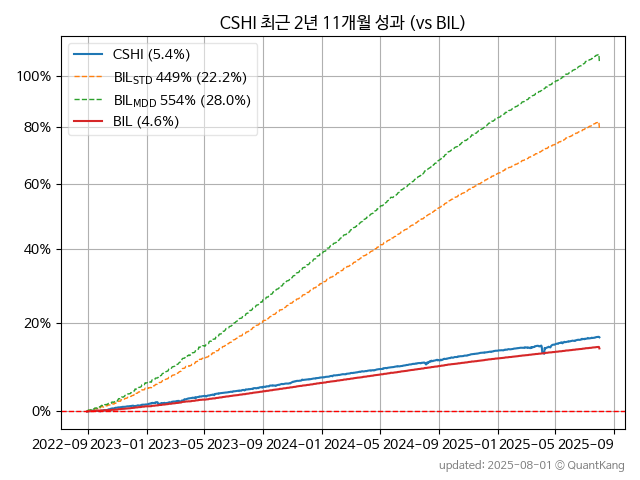 CSHI 최근 2년 11개월 성과 (vs BIL)
CSHI (5.4%)
BILSTD 449% (22.2%)
BILMDD 554% (28.0%)
BIL (4.6%)
100%
80%
60%
40%
20%
0%
2022-09 2023-01 2023-05 2023-09 2024-01 2024-05 2024-09 2025-01 2025-05 2025-09
updated: 2025-08-01 © QuantKang